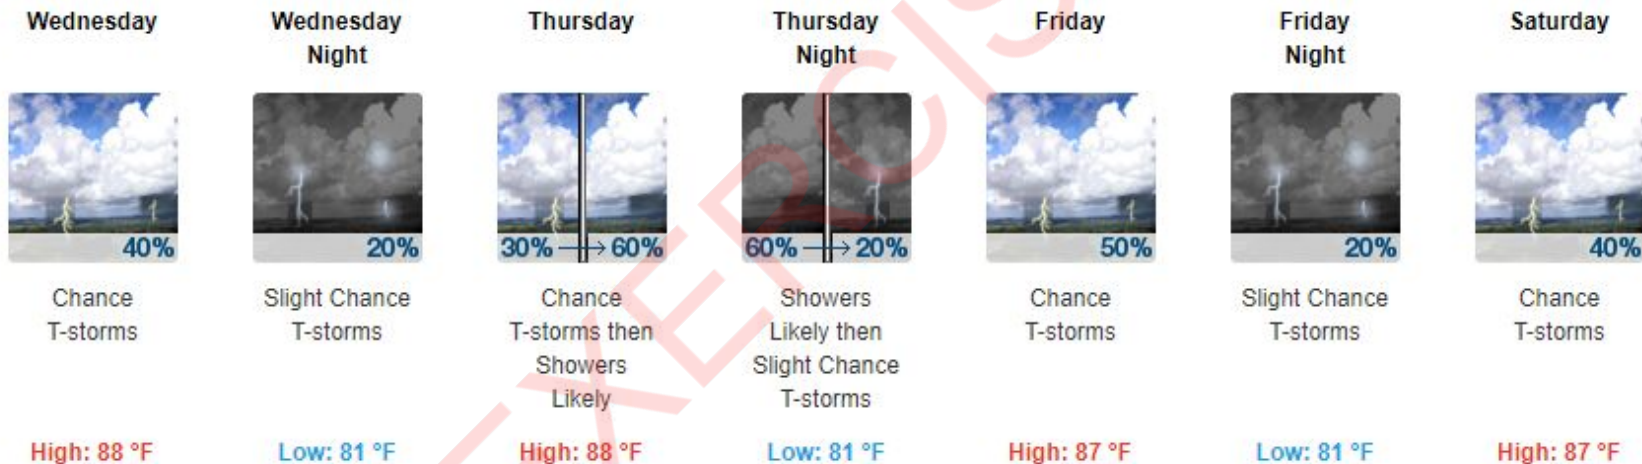 Wednesday
Wednesday
Night
Thursday
Thursday
Night
Friday
Friday
Night
Saturday
40%
20%
30% → 60%
60% → 20%
50%
20%
40%
Chance
T-storms
Slight Chance
T-storms
Chance
T-storms then
Showers
Likely
Showers
Likely then
Slight Chance
T-storms
Chance
T-storms
Slight Chance
T-storms
Chance
T-storms
High: 88 °F
Low: 81 °F
High: 88 °F
Low: 81 °F
High: 87 °F
Low: 81 °F
High: 87 °F
EXERCIS